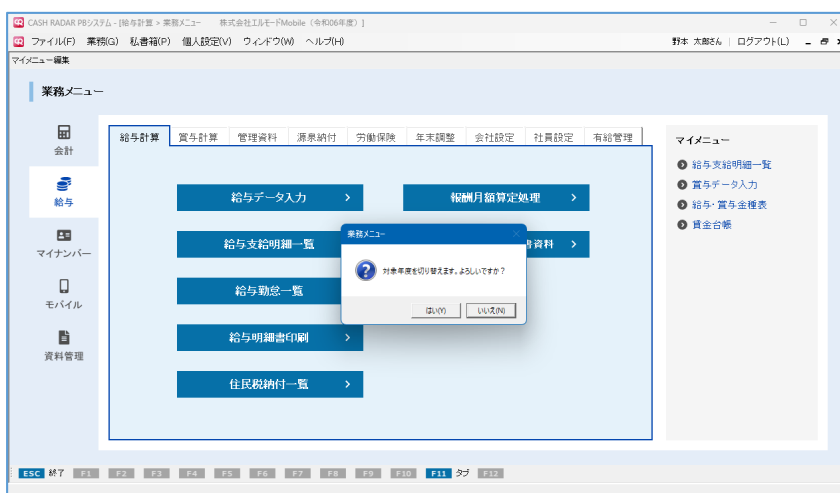 CASH RADAR PBシステム - [給与計算 > 業務メニュー 株式会社エルモードMobile (令和06年度) ]
ファイル(F) 業務(G) 私書箱(P) 個人設定(V) ウィンドウ(W) ヘルプ(H) 野本 太郎さん ログアウト(L)
マイメニュー編集
業務メニュー
会計
給与
マイナンバー
モバイル
資料管理
給与計算 賞与計算 管理資料 源泉納付 労働保険 年末調整 会社設定 社員設定 有給管理
給与データ入力
報酬月額算定処理
給与支給明細一覧
書資料
給与勤怠一覧
給与明細書印刷
住民税納付一覧
業務メニュー
対象年度を切り替えます。よろしいですか?
はい(Y) いいえ(N)
マイメニュー
給与支給明細一覧
賞与データ入力
給与・賞与金種表
賃金台帳
ESC 終了 F1 F2 F3 F4 F5 F6 F7 F8 F9 F10 F11 タブ F12